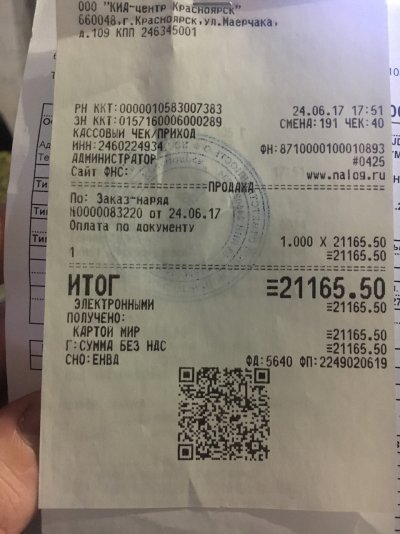 ООО "КИА-центр Красноярск"
660048,г.Красноярск,ул.Маерчака,
д.109 КПП 246345001
РН ККТ:0000010583007383 24.06.17 17:51
ЗН ККТ:0157160006000289 СМЕНА:191 ЧЕК:40
КАССОВЫЙ ЧЕК/ПРИХОД
ИНН:2460224934 ФН:8710000100010893
АДМИНИСТРАТОР #0425
Сайт ФНС: www.nalog.ru
ПРОДАЖА
По: Заказ-наряд
№0000083220 от 24.06.17
Оплата по документу
1.000 X 21165.50
1 ≡21165.50
ИТОГ ≡21165.50
ЭЛЕКТРОННЫМИ ≡21165.50
ПОЛУЧЕНО:
КАРТОЙ МИР ≡21165.50
Г:СУММА БЕЗ НДС ≡21165.50
СНО:ЕНВД ФД:5640 ФП:2249020619